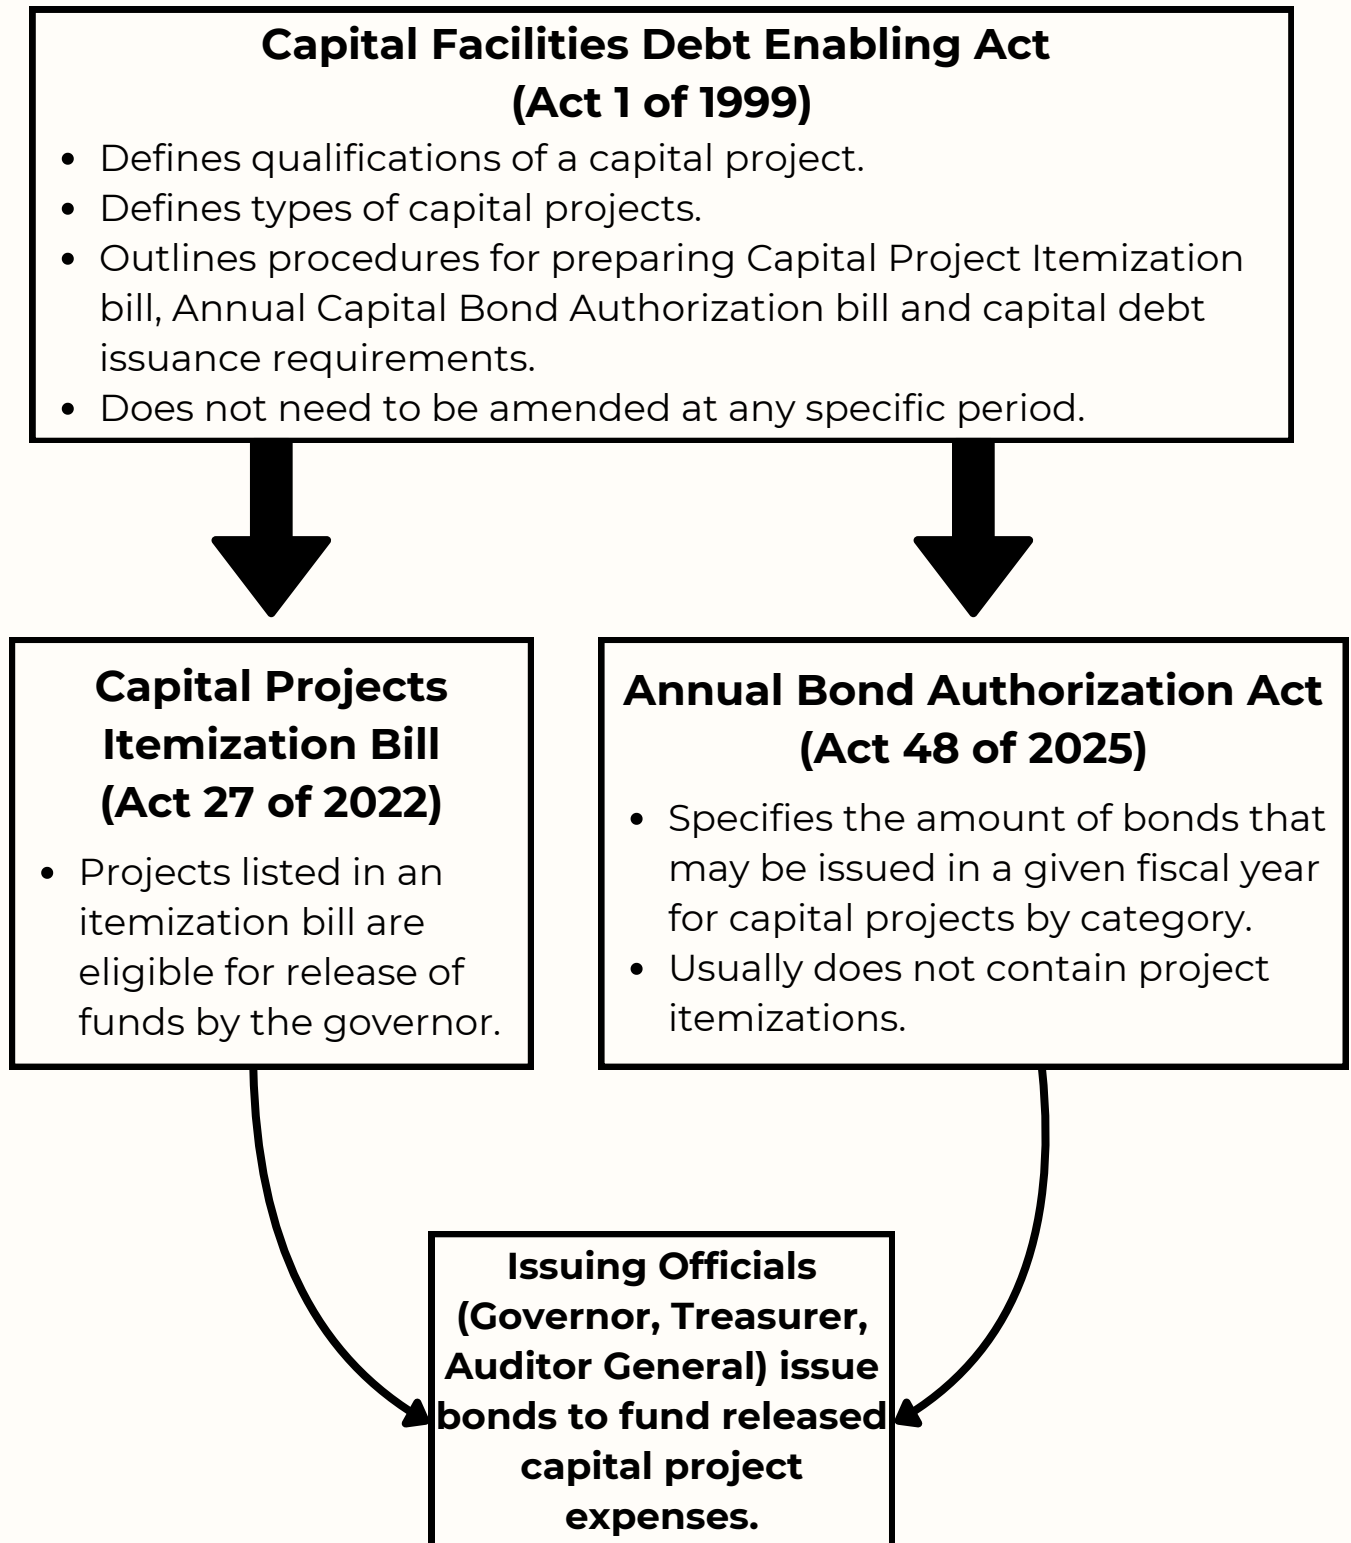 Capital Facilities Debt Enabling Act
(Act 1 of 1999)
• Defines qualifications of a capital project.
• Defines types of capital projects.
• Outlines procedures for preparing Capital Project Itemization
bill, Annual Capital Bond Authorization bill and capital debt
issuance requirements.
• Does not need to be amended at any specific period.
Capital Projects
Itemization Bill
(Act 27 of 2022)
• Projects listed in an
itemization bill are
eligible for release of
funds by the governor.
Annual Bond Authorization Act
(Act 48 of 2025)
• Specifies the amount of bonds that
may be issued in a given fiscal year
for capital projects by category.
• Usually does not contain project
itemizations.
Issuing Officials
(Governor, Treasurer,
Auditor General) issue
bonds to fund released
capital project
expenses.